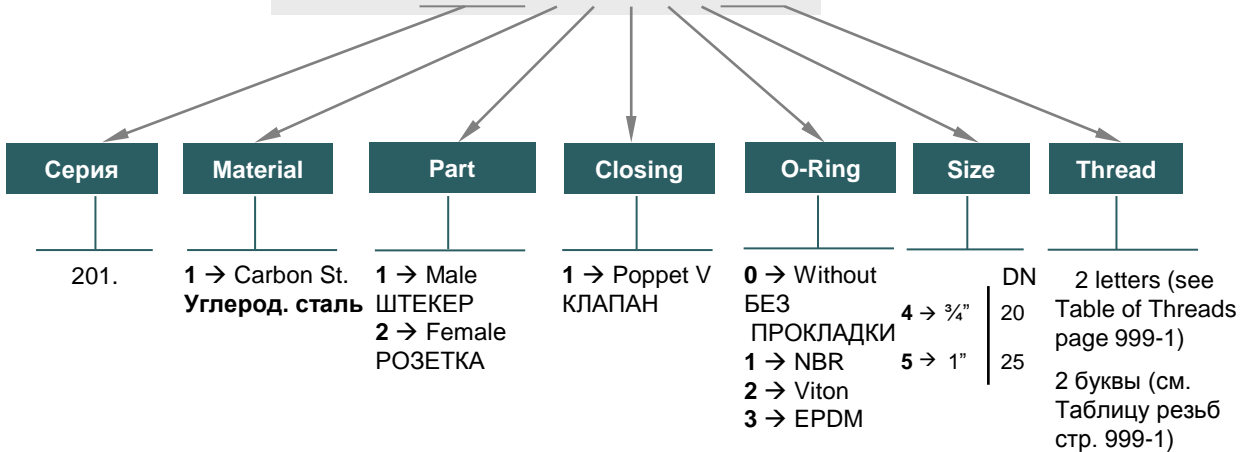 Серия
Material
Part
Closing
O-Ring
Size
Thread
201.
1 → Carbon St.
Углерод. сталь
1 → Male
ШТЕКЕР
2 → Female
РОЗЕТКА
1 → Poppet V
КЛАПАН
0 → Without
БЕЗ
ПРОКЛАДКИ
1 → NBR
2 → Viton
3 → EPDM
DN
4 → ¾” 20
5 → 1” 25
2 letters (see
Table of Threads
page 999-1)
2 буквы (см.
Таблицу резьб
стр. 999-1)